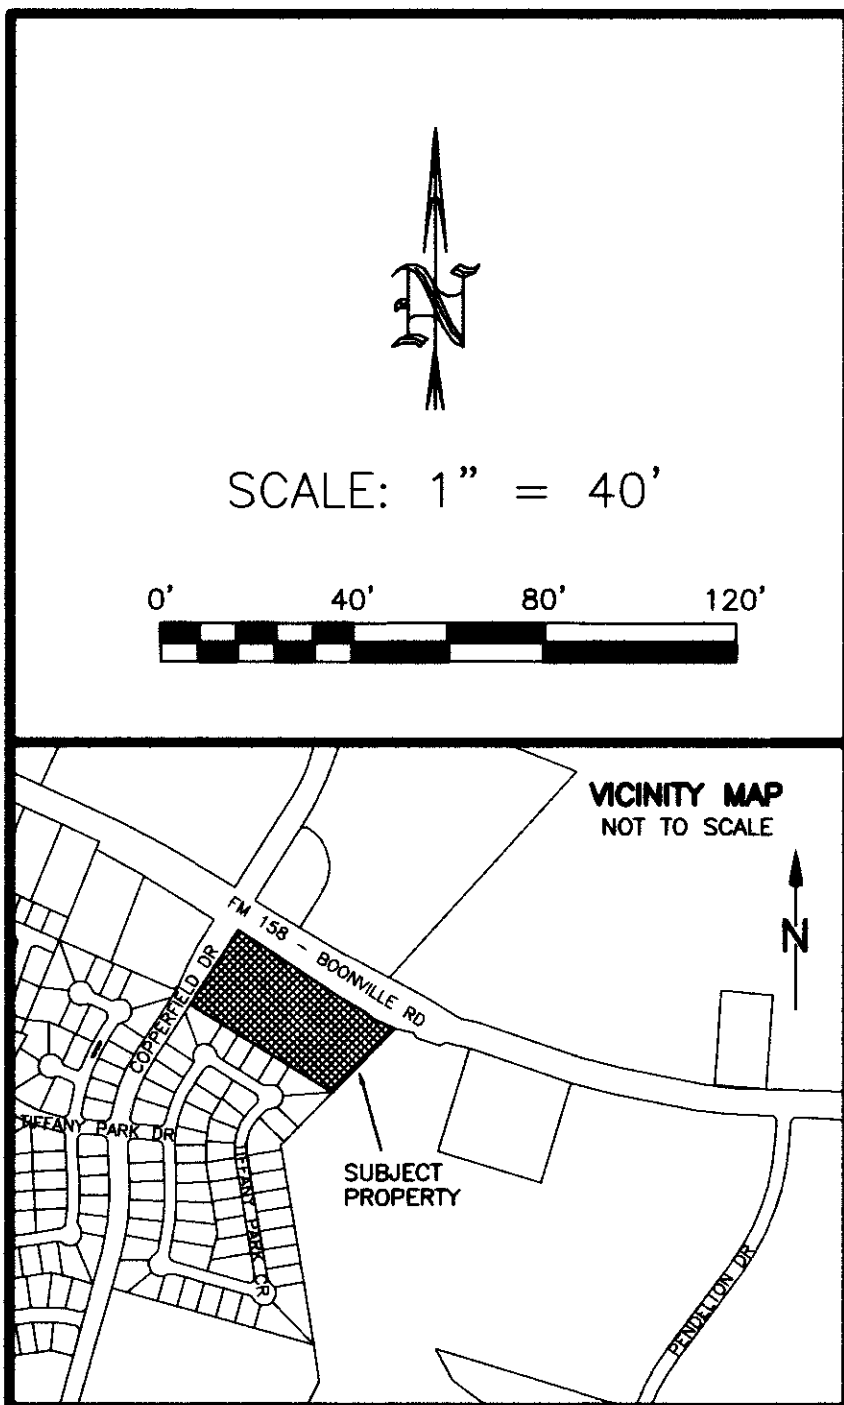 N
SCALE: 1” = 40’
0’ 40’ 80’ 120’
VICINITY MAP
NOT TO SCALE
N
FM 158 - BOONVILLE RD
COPPERFIELD DR
TIFFANY PARK DR
TIFFANY PARK CR
SUBJECT
PROPERTY
PENDELTON DR